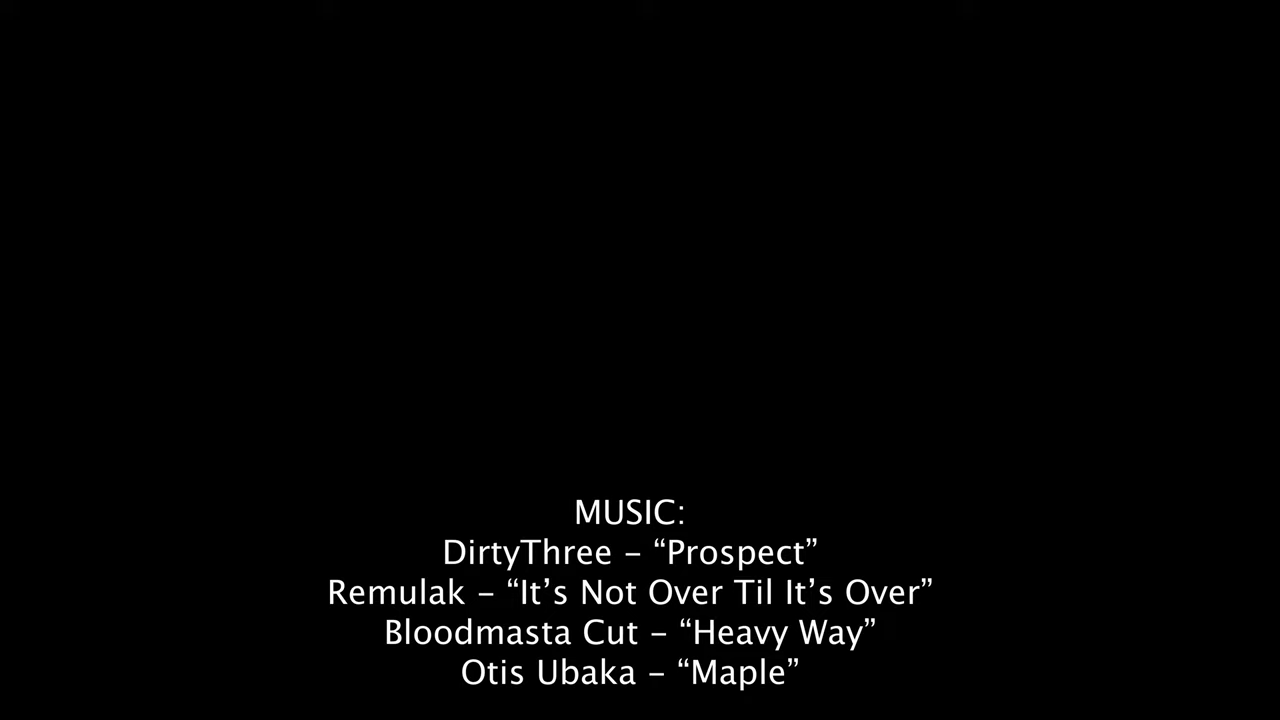 MUSIC:
DirtyThree – “Prospect”
Remulak – “It’s Not Over Til It’s Over”
Bloodmasta Cut – “Heavy Way”
Otis Ubaka – “Maple”